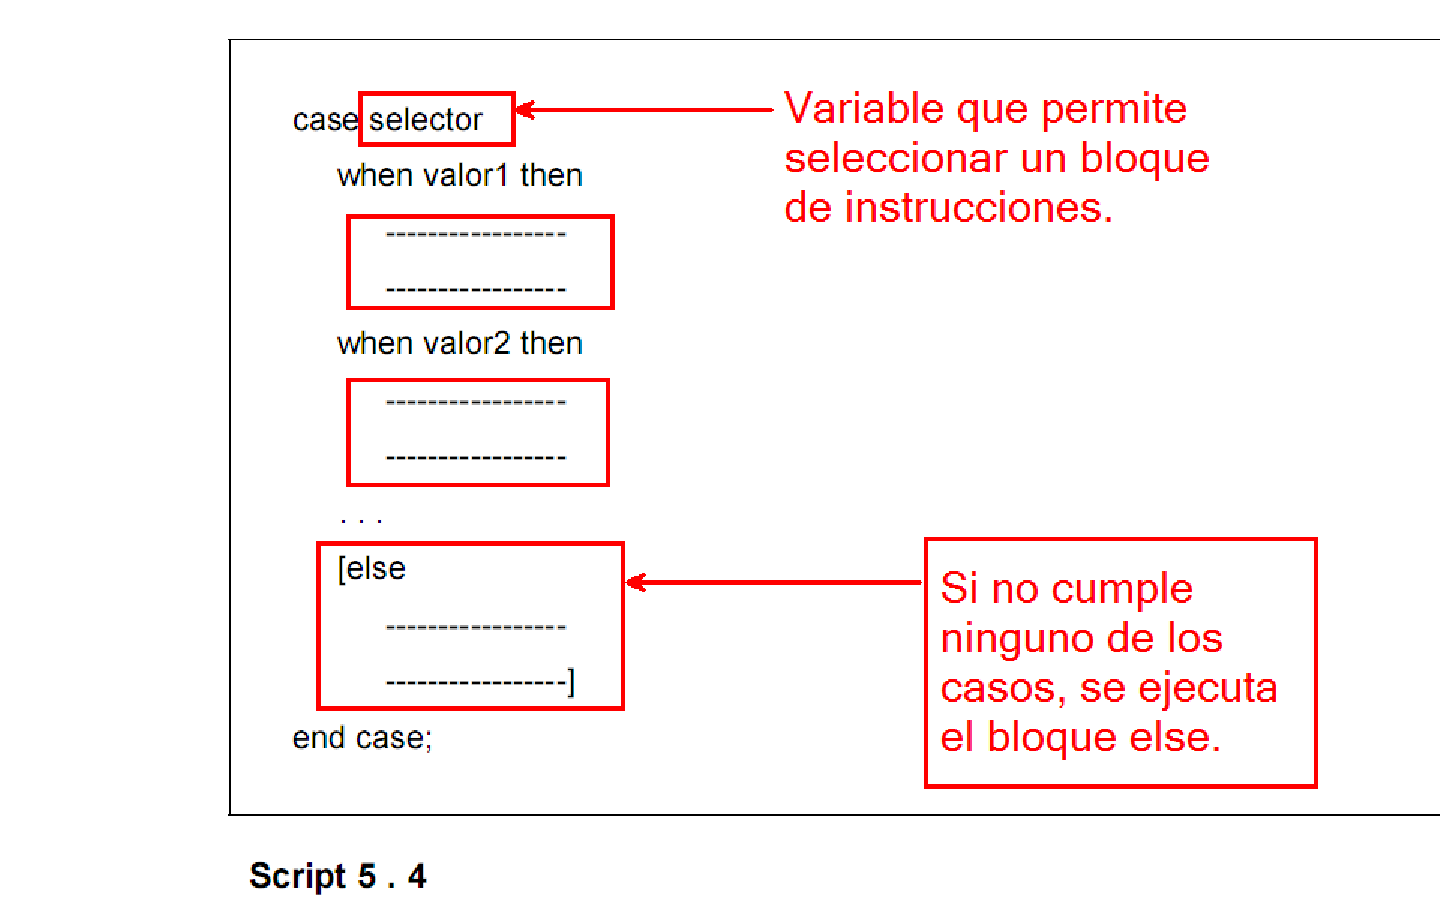 case selector
Variable que permite
seleccionar un bloque
de instrucciones.
when valor1 then
-----------------
-----------------
when valor2 then
-----------------
-----------------
. . .
[else
-----------------
-----------------]
Si no cumple
ninguno de los
casos, se ejecuta
el bloque else.
end case;
Script 5 . 4